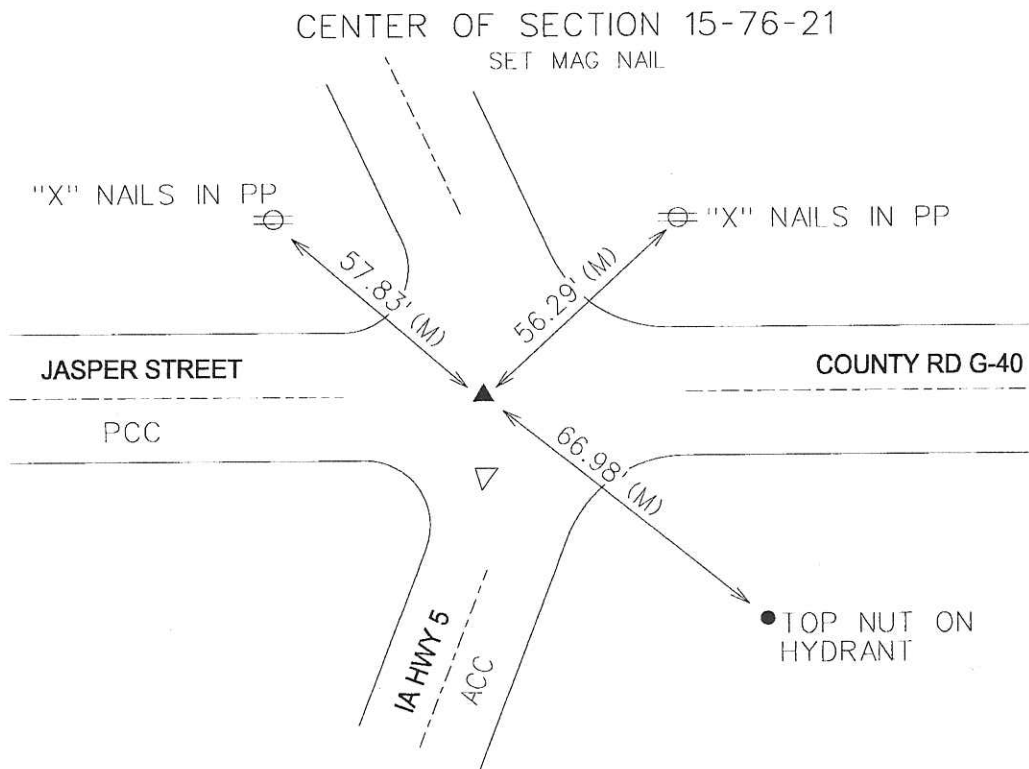 CENTER OF SECTION 15-76-21
SET MAG NAIL
"X" NAILS IN PP
"X" NAILS IN PP
57.83' (M)
56.29' (M)
JASPER STREET
COUNTY RD G-40
PCC
66.98' (M)
TOP NUT ON
HYDRANT
IA HWY 5
ACC